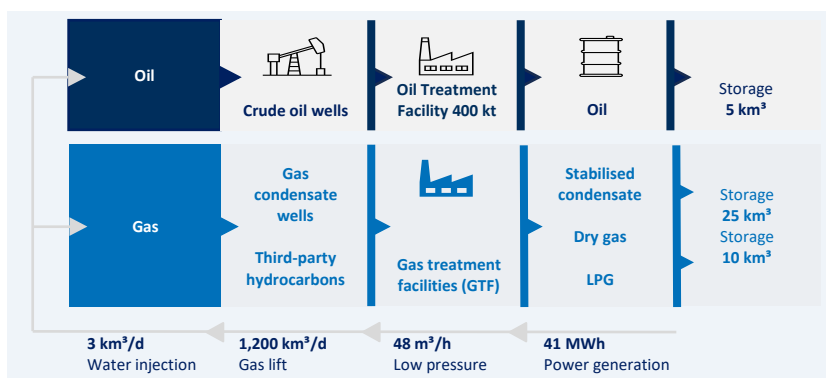 Oil
Crude oil wells
Oil Treatment
Facility 400 kt
Oil
Storage
5 km³
Gas
Gas
condensate
wells
Third-party
hydrocarbons
Gas treatment
facilities (GTF)
Stabilised
condensate
Dry gas
LPG
Storage
25 km³
Storage
10 km³
3 km³/d
Water injection
1,200 km³/d
Gas lift
48 m³/h
Low pressure
41 MWh
Power generation